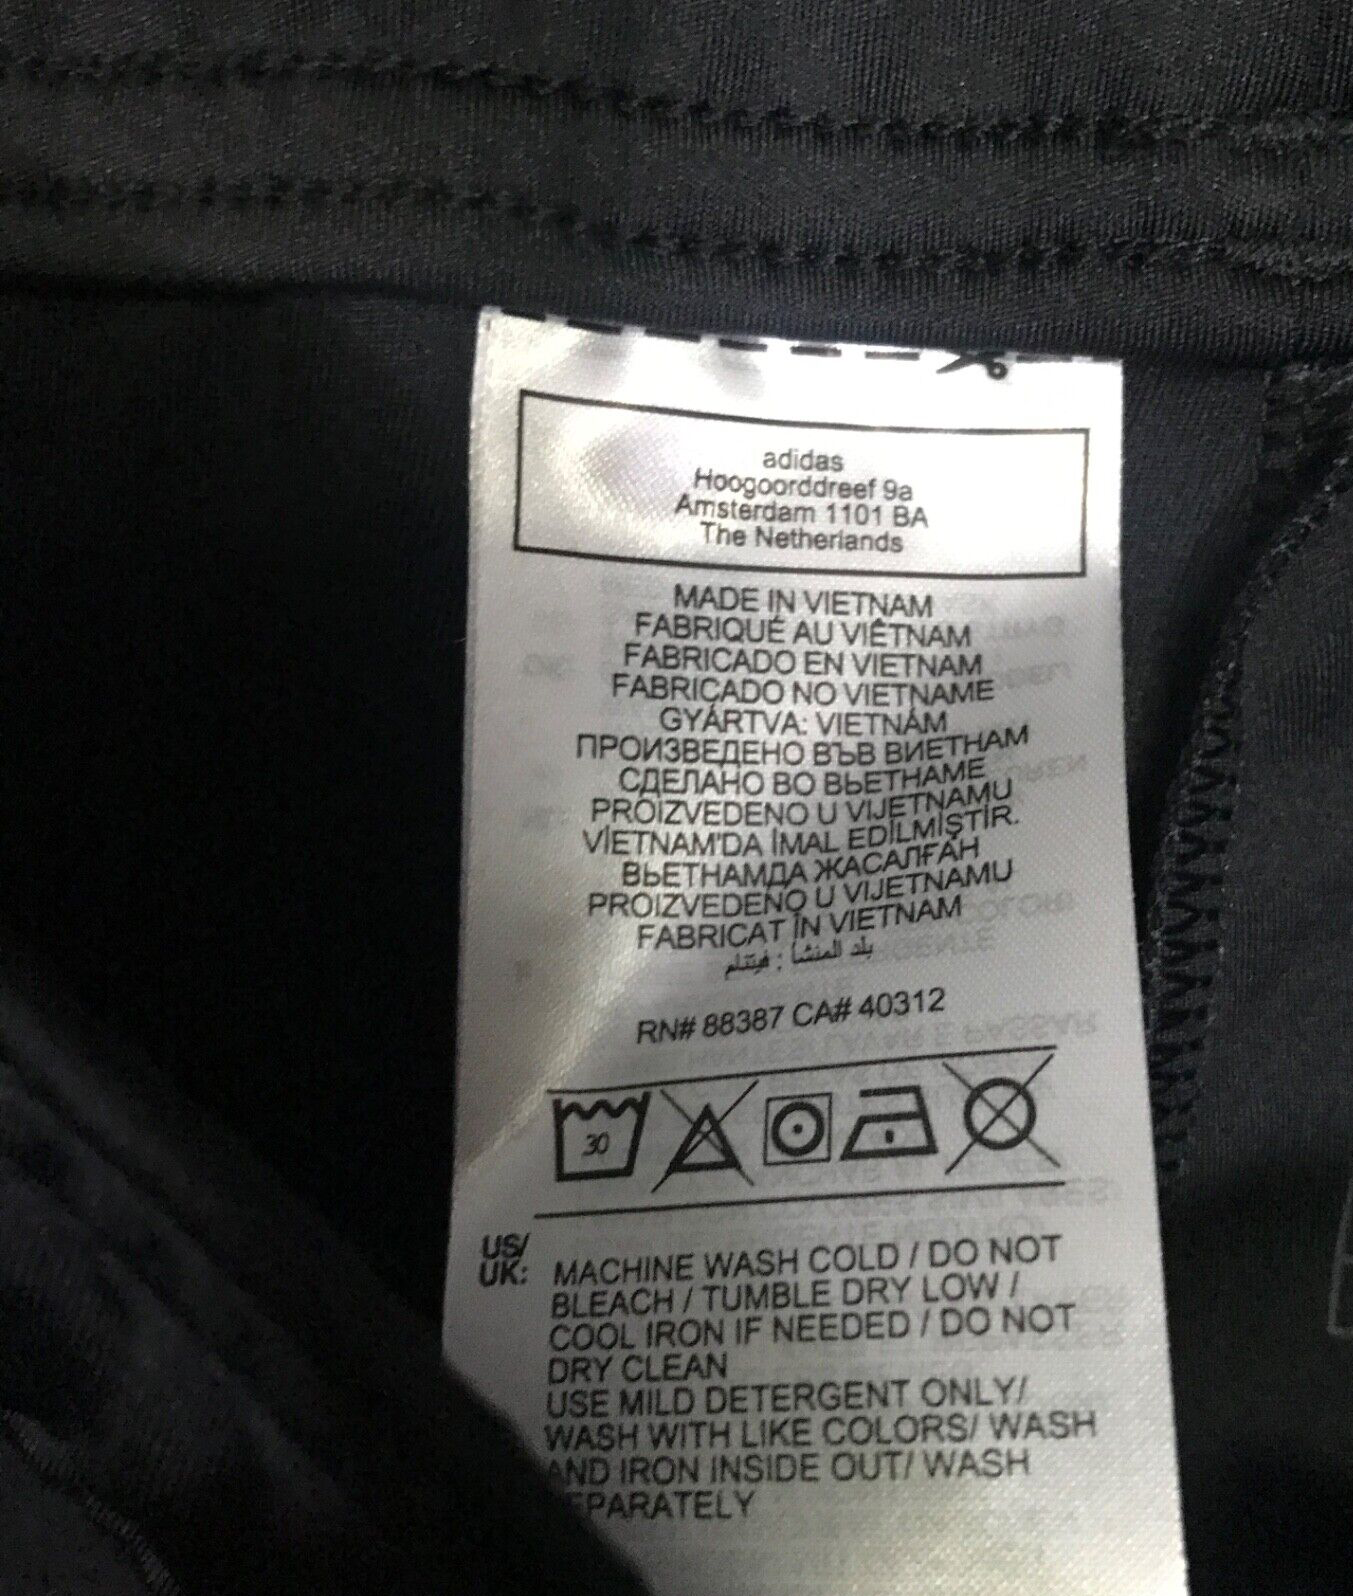 adidas
Hoogoorddreef 9a
Amsterdam 1101 BA
The Netherlands
MADE IN VIETNAM
FABRIQUÉ AU VIÊTNAM
FABRICADO EN VIETNAM
FABRICADO NO VIETNAME
GYÁRTVA: VIETNÁM
ПРОИЗВЕДЕНО ВЪВ ВИЕТНАМ
СДЕЛАНО ВО ВЬЕТНАМЕ
PROIZVEDENO U VIJETNAMU
VİETNAM'DA İMAL EDİLMİŞTİR.
ВЬЕТНАМДА ЖАСАЛҒАН
PROIZVEDENO U VIJETNAMU
FABRICAT ÎN VIETNAM
بلد المنشأ : فيتنام
RN# 88387 CA# 40312
30
US/
UK: MACHINE WASH COLD / DO NOT
BLEACH / TUMBLE DRY LOW /
COOL IRON IF NEEDED / DO NOT
DRY CLEAN
USE MILD DETERGENT ONLY/
WASH WITH LIKE COLORS/ WASH
AND IRON INSIDE OUT/ WASH
EPARATELY